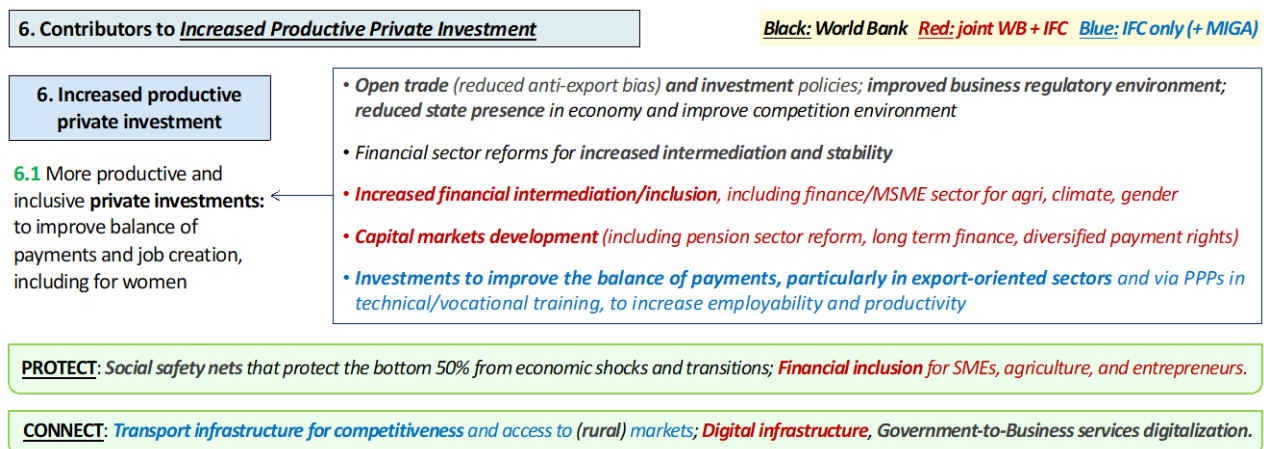 6. Contributors to Increased Productive Private Investment
Black: World Bank Red: joint WB + IFC Blue: IFC only (+ MIGA)
6. Increased productive
private investment
6.1 More productive and
inclusive private investments:
to improve balance of
payments and job creation,
including for women
• Open trade (reduced anti-export bias) and investment policies; improved business regulatory environment;
reduced state presence in economy and improve competition environment
• Financial sector reforms for increased intermediation and stability
• Increased financial intermediation/inclusion, including finance/MSME sector for agri, climate, gender
• Capital markets development (including pension sector reform, long term finance, diversified payment rights)
• Investments to improve the balance of payments, particularly in export-oriented sectors and via PPPs in
technical/vocational training, to increase employability and productivity
PROTECT: Social safety nets that protect the bottom 50% from economic shocks and transitions; Financial inclusion for SMEs, agriculture, and entrepreneurs.
CONNECT: Transport infrastructure for competitiveness and access to (rural) markets; Digital infrastructure, Government-to-Business services digitalization.